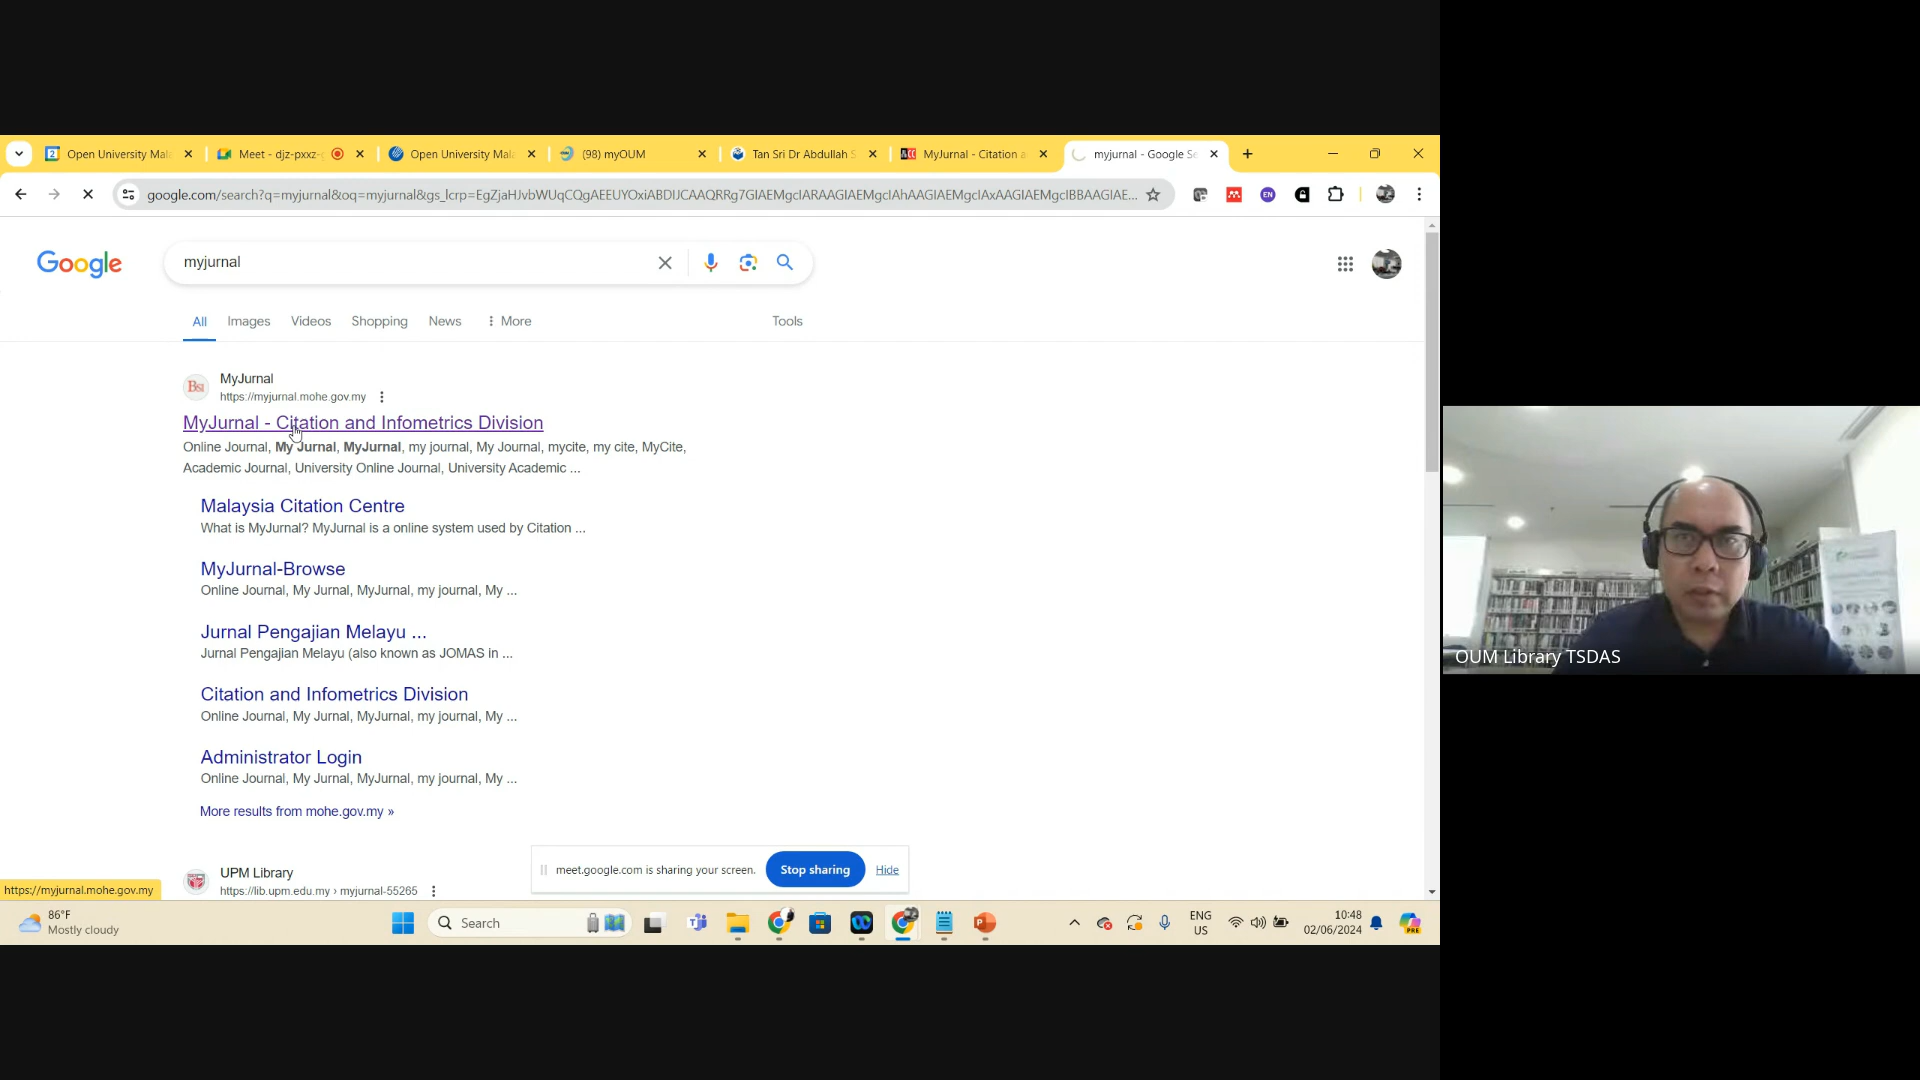 2 Open University Mal
Meet - djz-pxxz-
Open University Mal
(98) myOUM
Tan Sri Dr Abdullah S
MyJurnal - Citation a
myjurnal - Google Se
google.com/search?q=myjurnal&oq=myjurnal&gs_lcrp=EgZjaHJvbWUqCQgAEEUYOxiABDIJCAAQRRg7GIAEMgcIARAAGIAEMgcIAhAAGIAEMgcIAxAAGIAEMgcIBBAAGIAE...
EN
Google
myjurnal
All Images Videos Shopping News More Tools
MyJurnal
https://myjurnal.mohe.gov.my
MyJurnal - Citation and Infometrics Division
Online Journal, My Jurnal, MyJurnal, my journal, My Journal, mycite, my cite, MyCite,
Academic Journal, University Online Journal, University Academic ...
Malaysia Citation Centre
What is MyJurnal? MyJurnal is a online system used by Citation ...
MyJurnal-Browse
Online Journal, My Jurnal, MyJurnal, my journal, My ...
Jurnal Pengajian Melayu ...
Jurnal Pengajian Melayu (also known as JOMAS in ...
Citation and Infometrics Division
Online Journal, My Jurnal, MyJurnal, my journal, My ...
Administrator Login
Online Journal, My Jurnal, MyJurnal, my journal, My ...
More results from mohe.gov.my »
UPM Library
https://lib.upm.edu.my › myjurnal-55265
meet.google.com is sharing your screen.
Stop sharing
Hide
https://myjurnal.mohe.gov.my
86°F
Mostly cloudy
Search
ENG
US
10:48
02/06/2024
PRE
OUM Library TSDAS